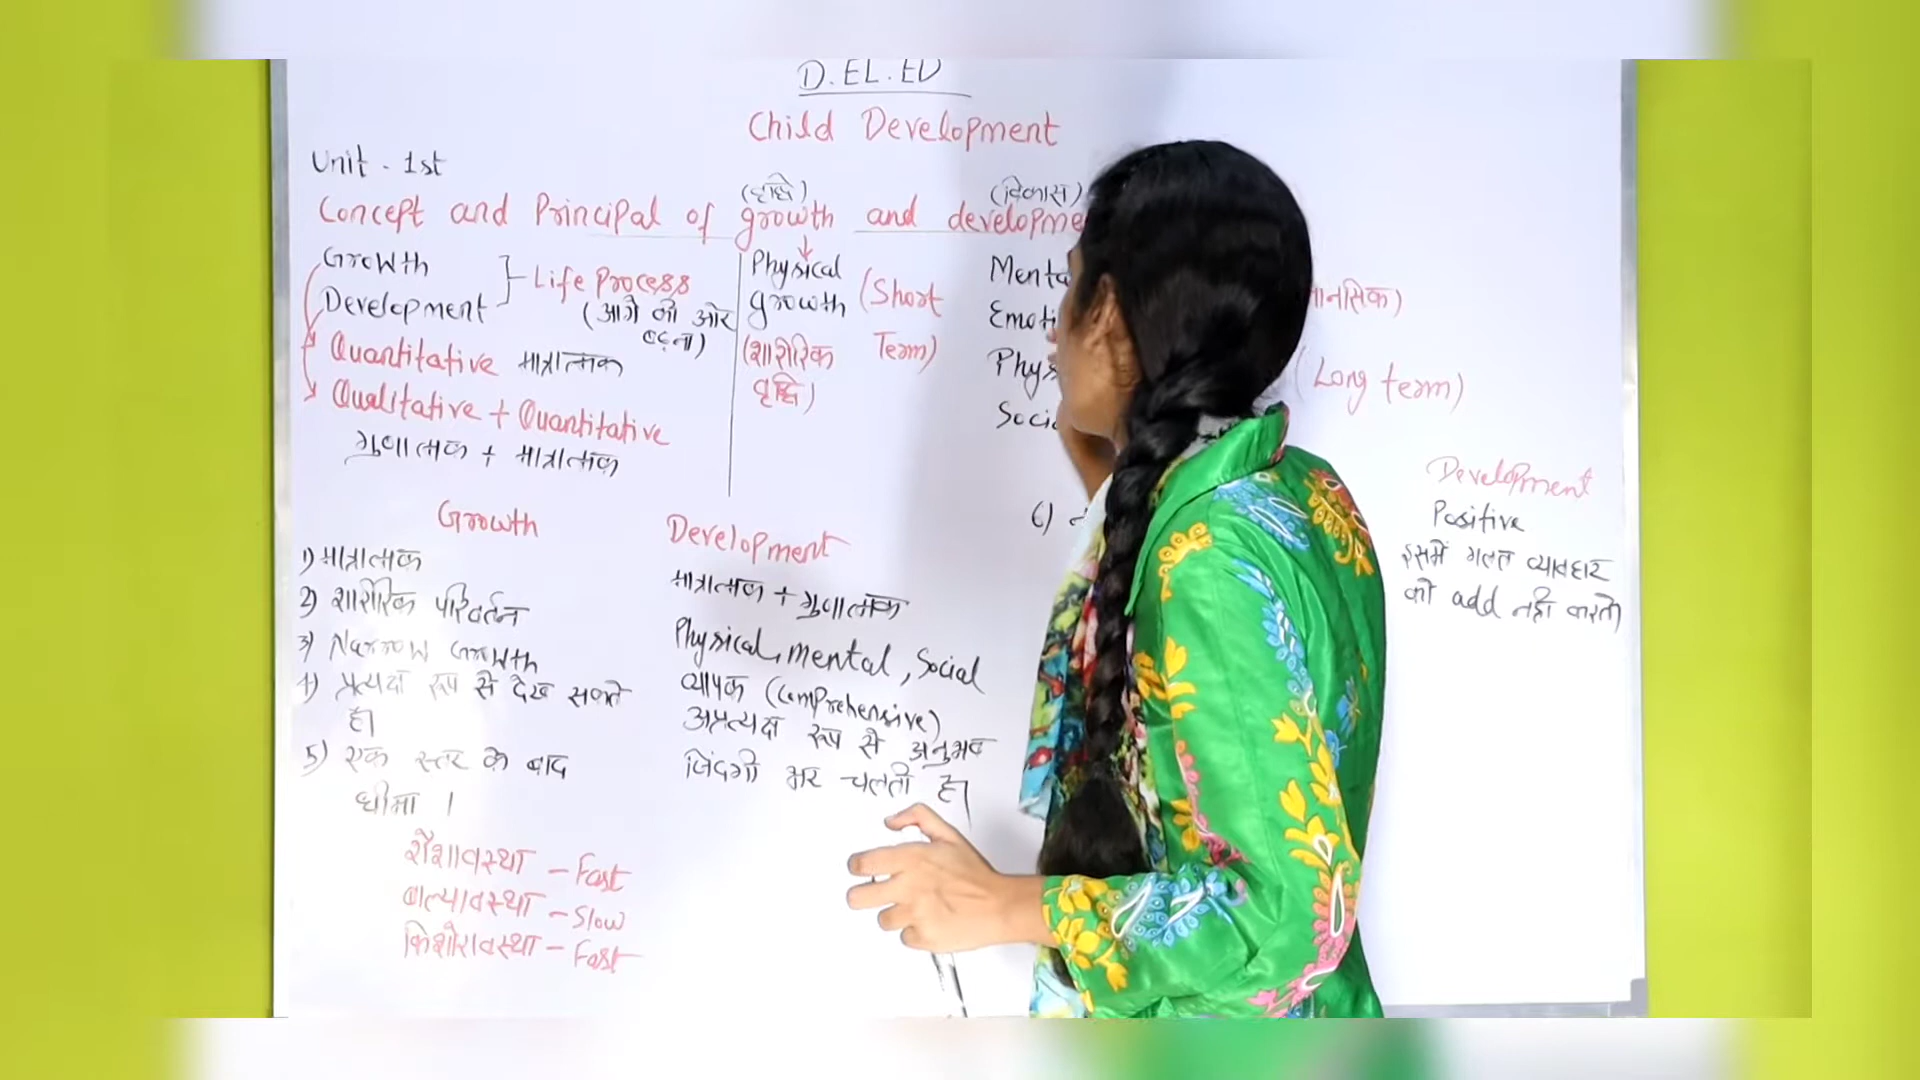 D.EL.ED
Child Development
Unit - 1st
(वृद्धि) (विकास)
Concept and Principal of growth and developme
Growth
Development
Life Process
(आगे की ओर
बढ़ना)
Quantitative मात्रात्मक
Qualitative + Quantitative
गुणात्मक + मात्रात्मक
Physical
growth
(Short
Term)
(शारीरिक
वृद्धि)
Menta
Emoti
Phys
Socia
ानसिक)
(Long term)
Growth
1) मात्रात्मक
2) शारीरिक परिवर्तन
3) Narrow Growth
4) प्रत्यक्ष रूप से देख सकते
है।
5) एक स्तर के बाद
धीमा ।
शैशावस्था - Fast
बाल्यावस्था - Slow
किशोरावस्था - Fast
Development
मात्रात्मक + गुणात्मक
Physical, mental, Social
व्यापक (Comprehensive)
अप्रत्यक्ष रूप से अनुभव
जिंदगी भर चलती है।
6)
Development
Positive
इसमें गलत व्यावहार
को add नही करते)